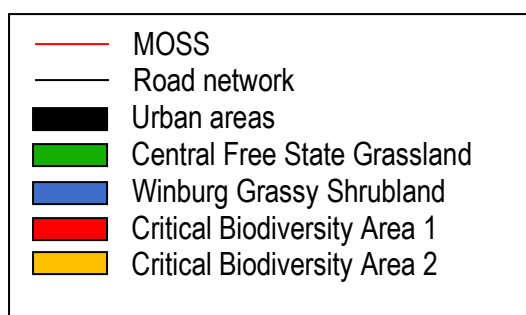 MOSS
Road network
Urban areas
Central Free State Grassland
Winburg Grassy Shrubland
Critical Biodiversity Area 1
Critical Biodiversity Area 2